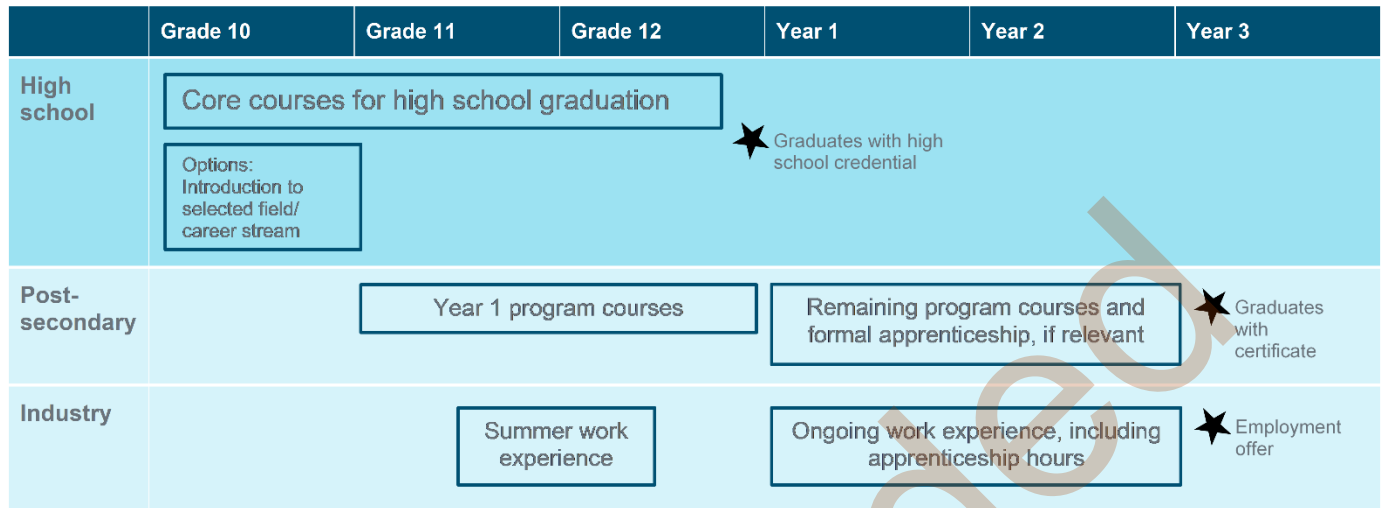 Grade 10
Grade 11
Grade 12
Year 1
Year 2
Year 3
High
school
Core courses for high school graduation
Graduates with high
school credential
Options:
Introduction to
selected field/
career stream
Post-
secondary
Year 1 program courses
Remaining program courses and
formal apprenticeship, if relevant
Graduates
with
certificate
Industry
Summer work
experience
Ongoing work experience, including
apprenticeship hours
Employment
offer
ded